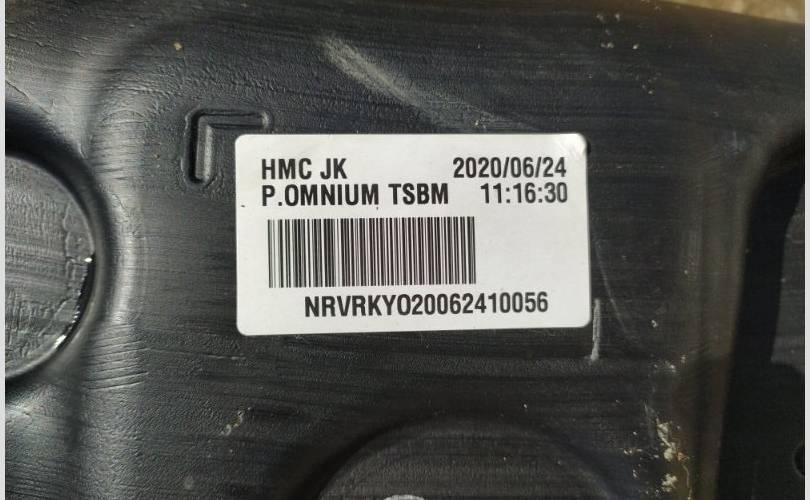 HMC JK 2020/06/24
P.OMNIUM TSBM 11:16:30
NRVRKYO20062410056